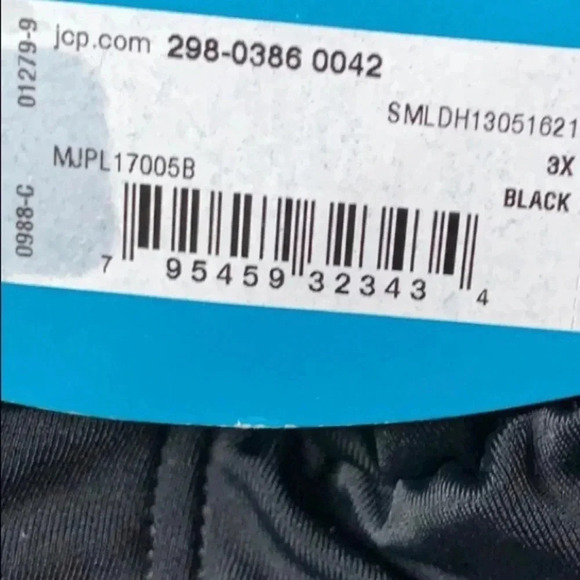 jcp.com 298-0386 0042
SMLDH13051621
MJPL17005B
3X
BLACK
01279-9
0988-C
7 95459 32343 4